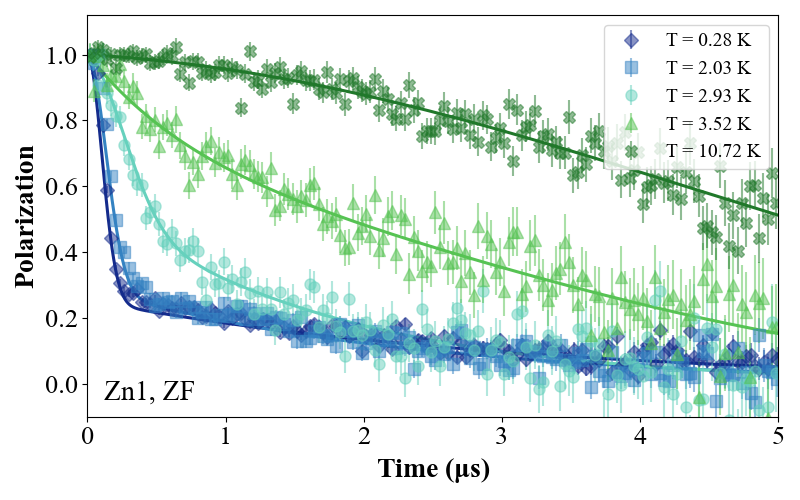 1.0
0.8
0.6
0.4
0.2
0.0
Polarization
T = 0.28 K
T = 2.03 K
T = 2.93 K
T = 3.52 K
T = 10.72 K
Zn1, ZF
0 1 2 3 4 5
Time (μs)